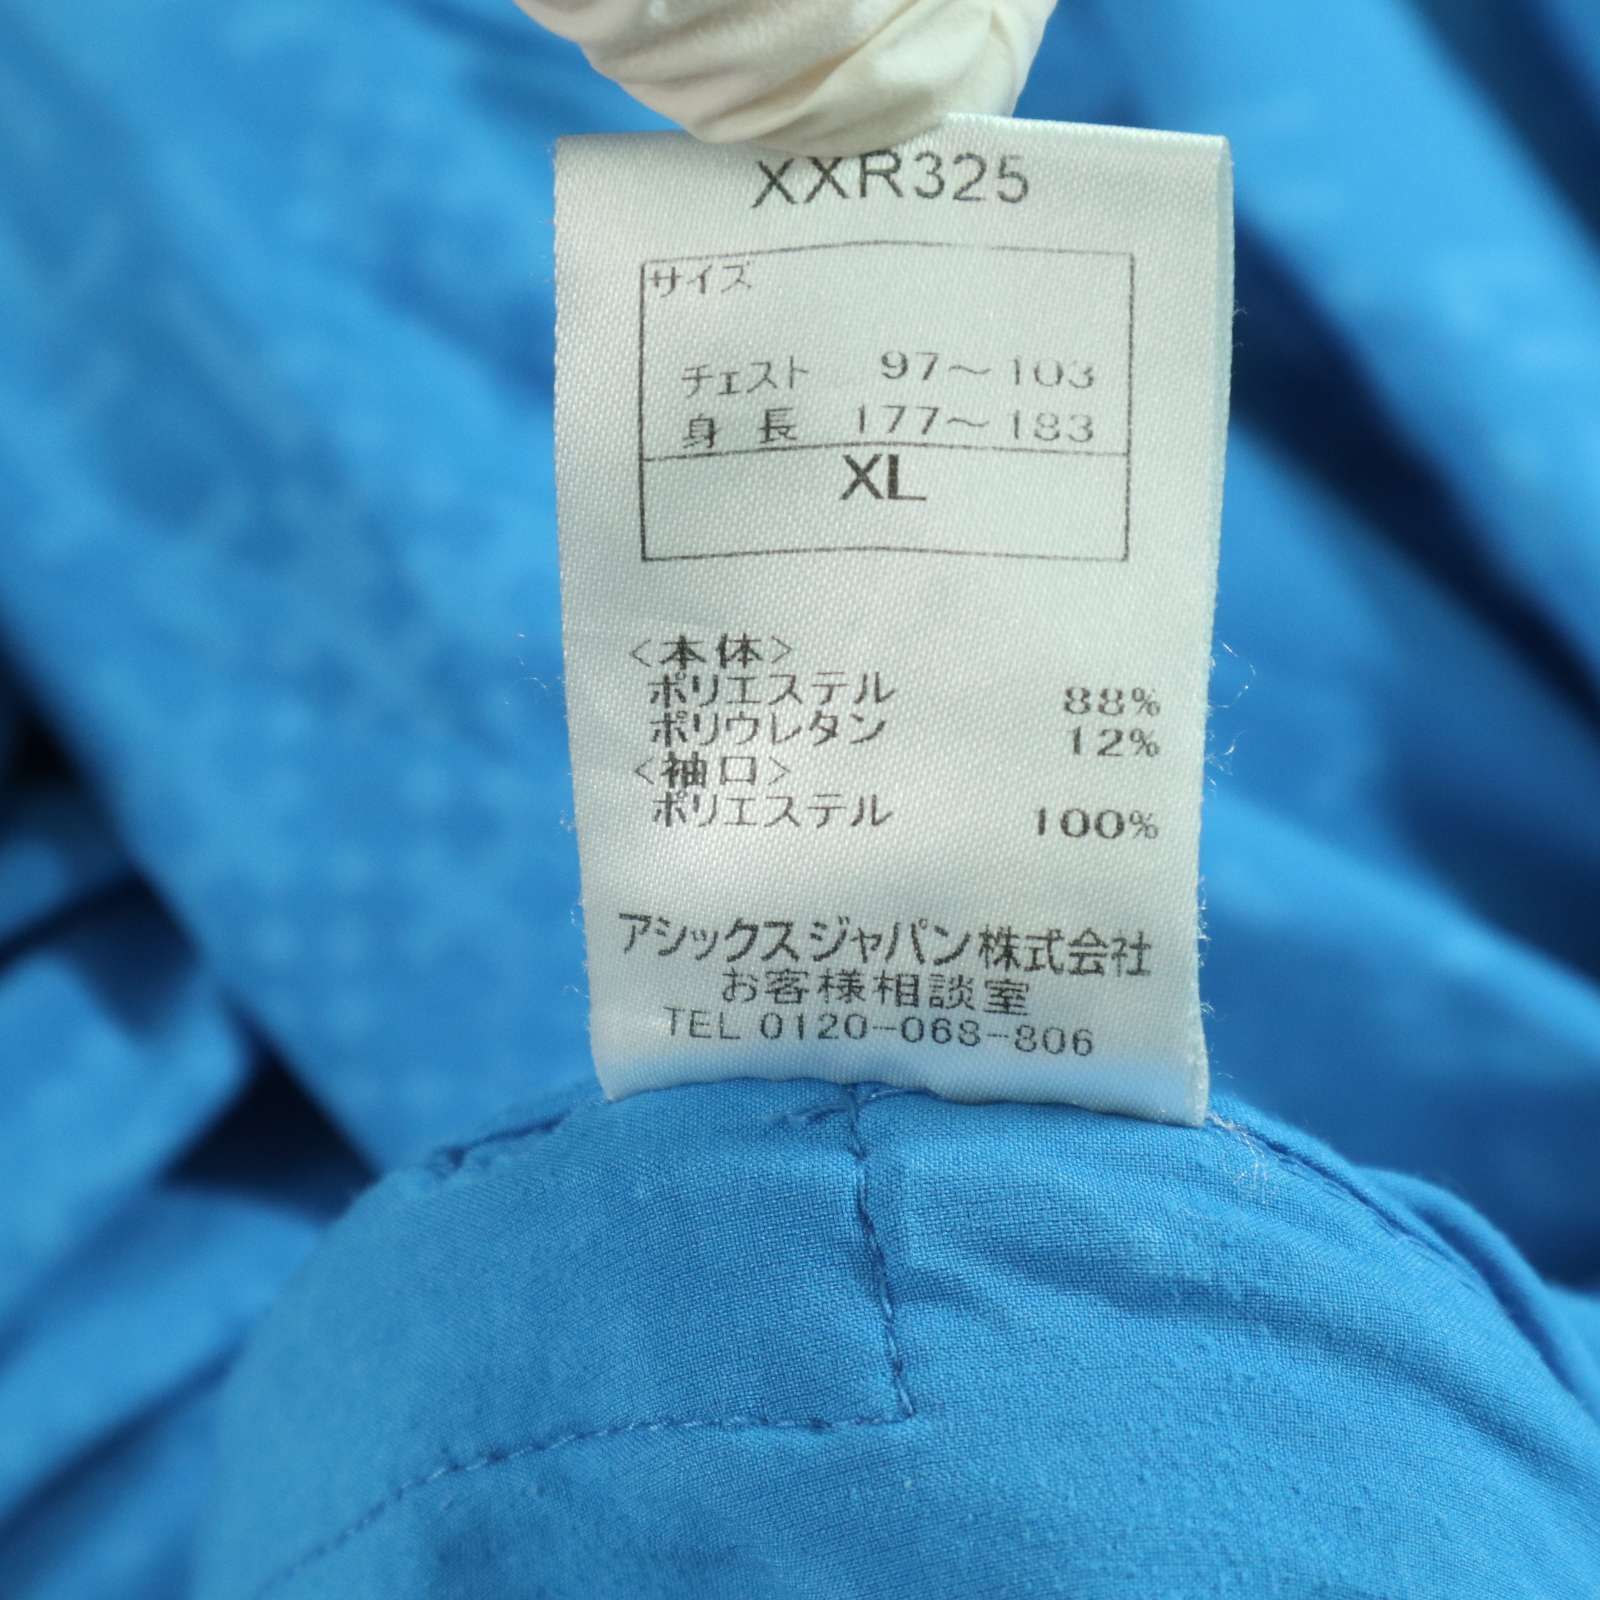 XXR325
サイズ
チェスト 97〜103
身長 177〜183
XL
<本体>
ポリエステル 88%
ポリウレタン 12%
<袖口>
ポリエステル 100%
アシックスジャパン株式会社
お客様相談室
TEL 0120-068-806